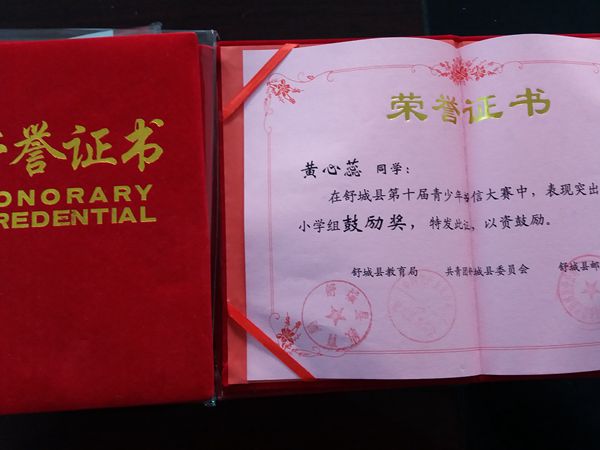 誉证书
ONORARY
REDENTIAL
荣誉证书
黄心蕊 同学：
在舒城县第十届青少年书信大赛中，表现突出
小学组鼓励奖，特发此证，以资鼓励。
舒城县教育局 共青团舒城县委员会 舒城县邮